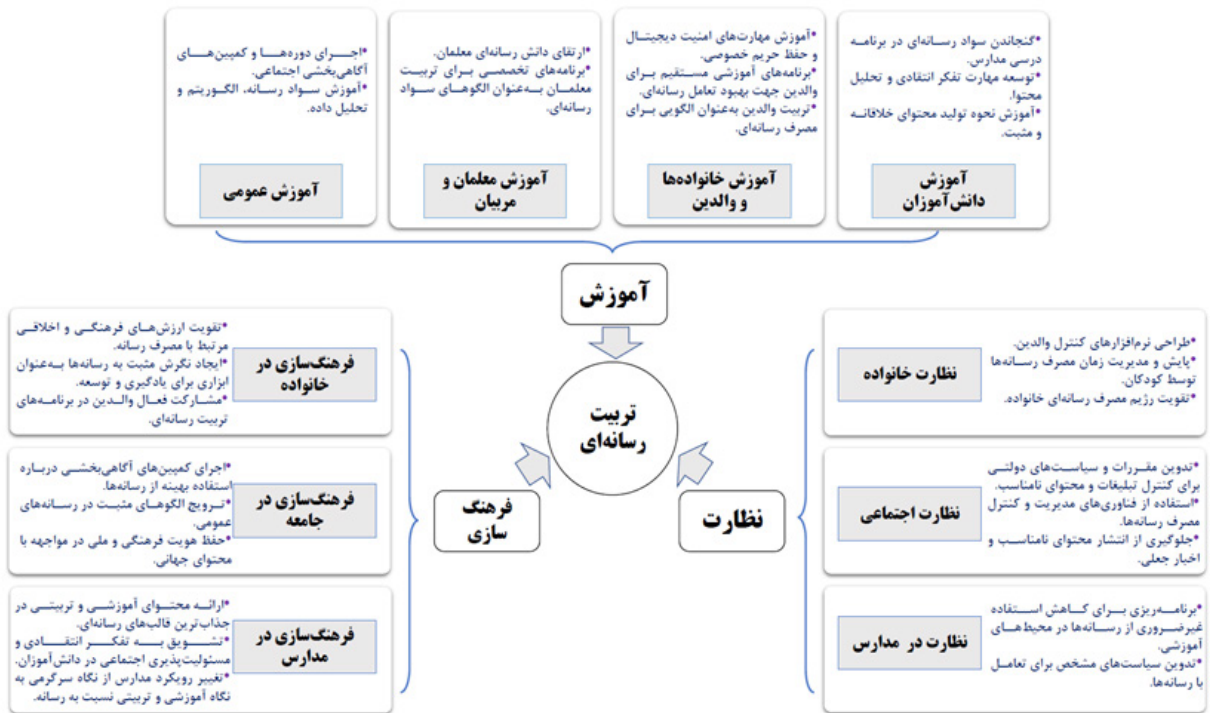 •گنجاندن سواد رسانه‌ای در برنامه
درسی مدارس.
•توسعه مهارت تفکر انتقادی و تحلیل
محتوا.
•آموزش نحوه تولید محتوای خلاقانه
و مثبت.
آموزش
دانش‌آموزان
•آموزش مهارت‌های امنیت دیجیتال
و حفظ حریم خصوصی.
•برنامه‌های آموزشی مستقیم برای
والدین جهت بهبود تعامل رسانه‌ای.
•تربیت والدین به‌عنوان الگویی برای
مصرف رسانه‌ای.
آموزش خانواده‌ها
و والدین
•ارتقای دانش رسانه‌ای معلمان.
•برنامه‌های تخصصی برای تربیت
معلمان به‌عنوان الگوهای سواد
رسانه‌ای.
آموزش معلمان و
مربیان
•اجرای دوره‌ها و کمپین‌های
آگاهی‌بخشی اجتماعی.
•آموزش سواد رسانه، الگوریتم و
تحلیل داده.
آموزش عمومی
آموزش
تربیت
رسانه‌ای
نظارت
فرهنگ
سازی
نظارت خانواده
•طراحی نرم‌افزارهای کنترل والدین.
•پایش و مدیریت زمان مصرف رسانه‌ها
توسط کودکان.
•تقویت رژیم مصرف رسانه‌ای خانواده.
نظارت اجتماعی
•تدوین مقررات و سیاست‌های دولتی
برای کنترل تبلیغات و محتوای نامناسب.
•استفاده از فناوری‌های مدیریت و کنترل
مصرف رسانه‌ها.
•جلوگیری از انتشار محتوای نامناسب و
اخبار جعلی.
نظارت در مدارس
•برنامه‌ریزی برای کاهش استفاده
غیرضروری از رسانه‌ها در محیط‌های
آموزشی.
•تدوین سیاست‌های مشخص برای تعامل
با رسانه‌ها.
فرهنگ‌سازی در
خانواده
•تقویت ارزش‌های فرهنگی و اخلاقی
مرتبط با مصرف رسانه.
•ایجاد نگرش مثبت به رسانه‌ها به‌عنوان
ابزاری برای یادگیری و توسعه.
•مشارکت فعال والدین در برنامه‌های
تربیت رسانه‌ای.
فرهنگ‌سازی در
جامعه
•اجرای کمپین‌های آگاهی‌بخشی درباره
استفاده بهینه از رسانه‌ها.
•ترویج الگوهای مثبت در رسانه‌های
عمومی.
•حفظ هویت فرهنگی و ملی در مواجهه با
محتوای جهانی.
فرهنگ‌سازی در
مدارس
•ارائه محتوای آموزشی و تربیتی در
جذاب‌ترین قالب‌های رسانه‌ای.
•تشویق به تفکر انتقادی و
مسئولیت‌پذیری اجتماعی در دانش‌آموزان.
•تغییر رویکرد مدارس از نگاه سرگرمی به
نگاه آموزشی و تربیتی نسبت به رسانه.